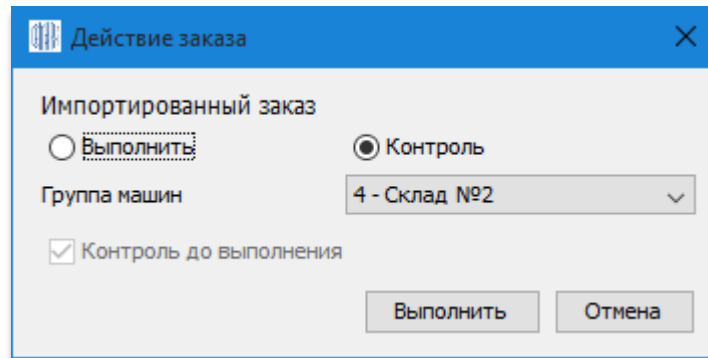 Действие заказа
Импортированный заказ
Выполнить Контроль
Группа машин 4 - Склад №2
Контроль до выполнения
Выполнить Отмена